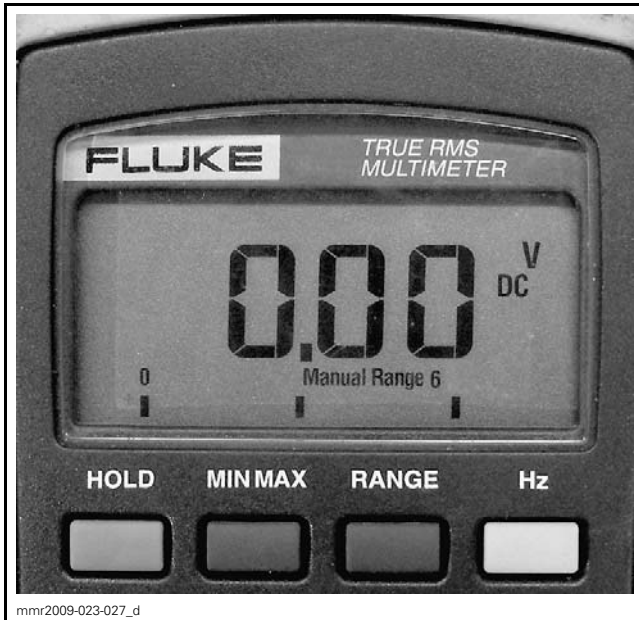 FLUKE
TRUE RMS
MULTIMETER
0.00 V
DC
0 Manual Range 6
HOLD MIN MAX RANGE Hz
mmr2009-023-027_d